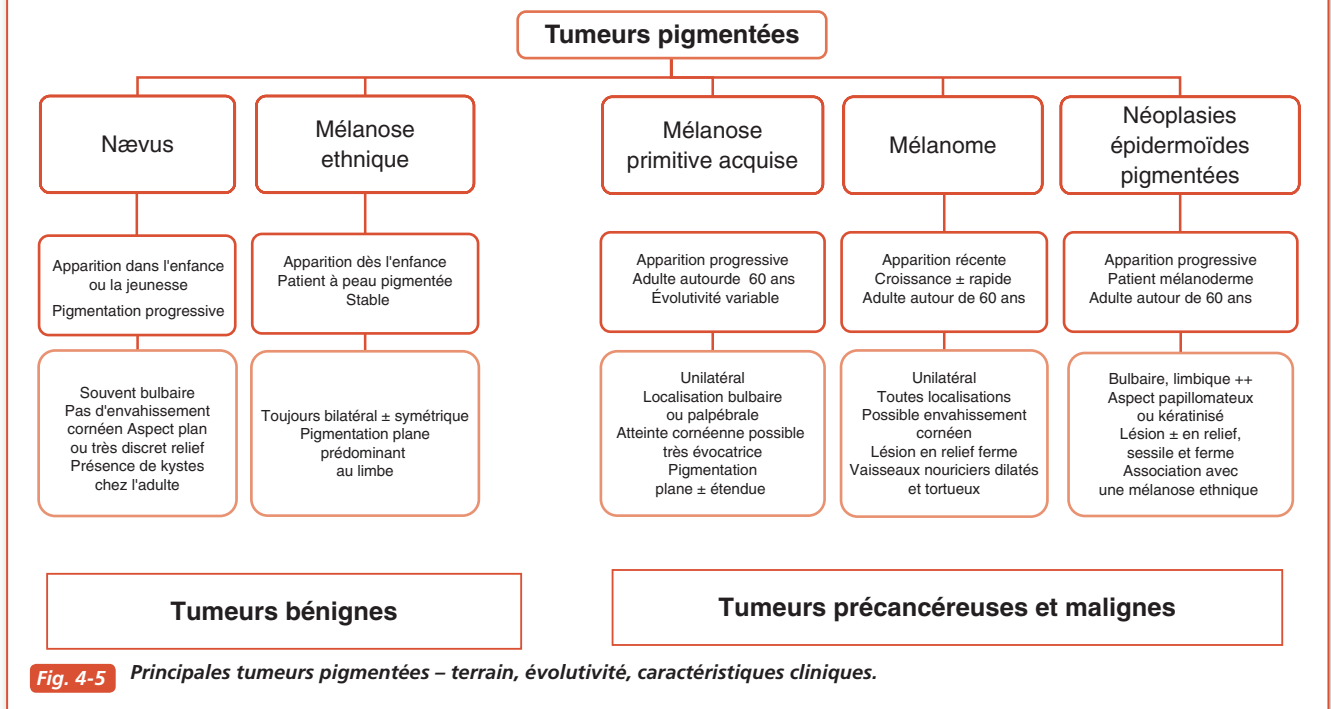 Tumeurs pigmentées
Nævus
Mélanose
ethnique
Mélanose
primitive acquise
Mélanome
Néoplasies
épidermoïdes
pigmentées
Apparition dans l'enfance
ou la jeunesse
Pigmentation progressive
Apparition dès l'enfance
Patient à peau pigmentée
Stable
Apparition progressive
Adulte autourde 60 ans
Évolutivité variable
Apparition récente
Croissance ± rapide
Adulte autour de 60 ans
Apparition progressive
Patient mélanoderme
Adulte autour de 60 ans
Souvent bulbaire
Pas d'envahissement
cornéen Aspect plan
ou très discret relief
Présence de kystes
chez l'adulte
Toujours bilatéral ± symétrique
Pigmentation plane
prédominant
au limbe
Unilatéral
Localisation bulbaire
ou palpébrale
Atteinte cornéenne possible
très évocatrice
Pigmentation
plane ± étendue
Unilatéral
Toutes localisations
Possible envahissement
cornéen
Lésion en relief ferme
Vaisseaux nouriciers dilatés
et tortueux
Bulbaire, limbique ++
Aspect papillomateux
ou kératinisé
Lésion ± en relief,
sessile et ferme
Association avec
une mélanose ethnique
Tumeurs bénignes
Tumeurs précancéreuses et malignes
Fig. 4-5 Principales tumeurs pigmentées – terrain, évolutivité, caractéristiques cliniques.